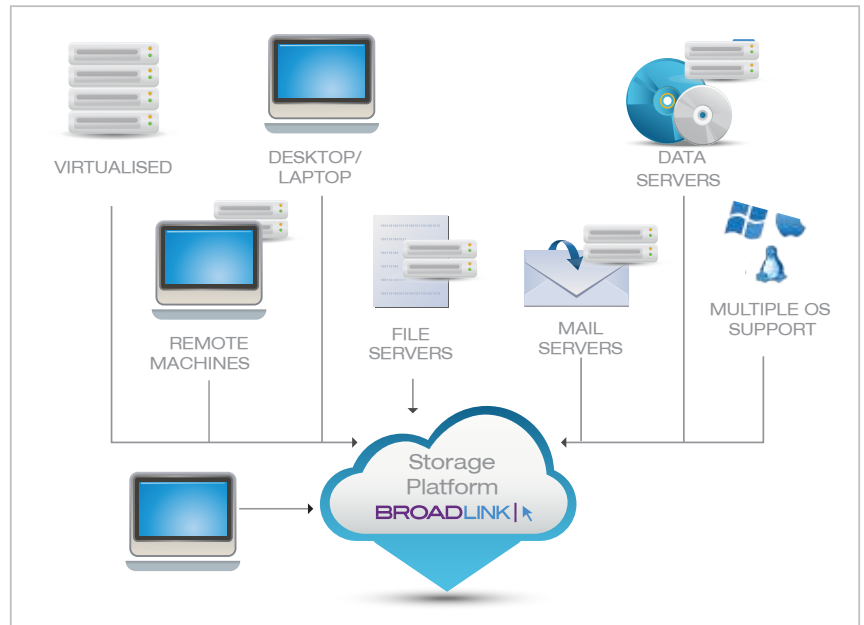 VIRTUALISED
DESKTOP/
LAPTOP
DATA
SERVERS
REMOTE
MACHINES
FILE
SERVERS
MAIL
SERVERS
MULTIPLE OS
SUPPORT
Storage
Platform
BROADLINK